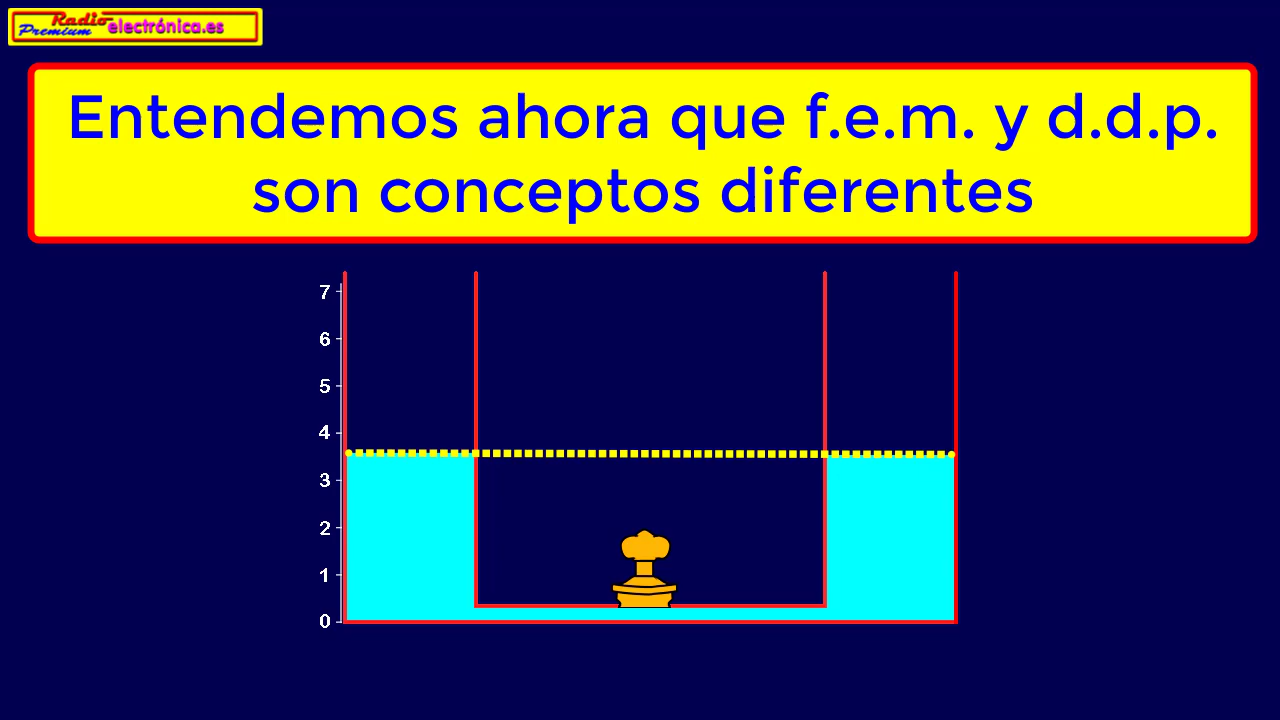 Radio
Premium electrónica.es
Entendemos ahora que f.e.m. y d.d.p.
son conceptos diferentes
7
6
5
4
3
2
1
0